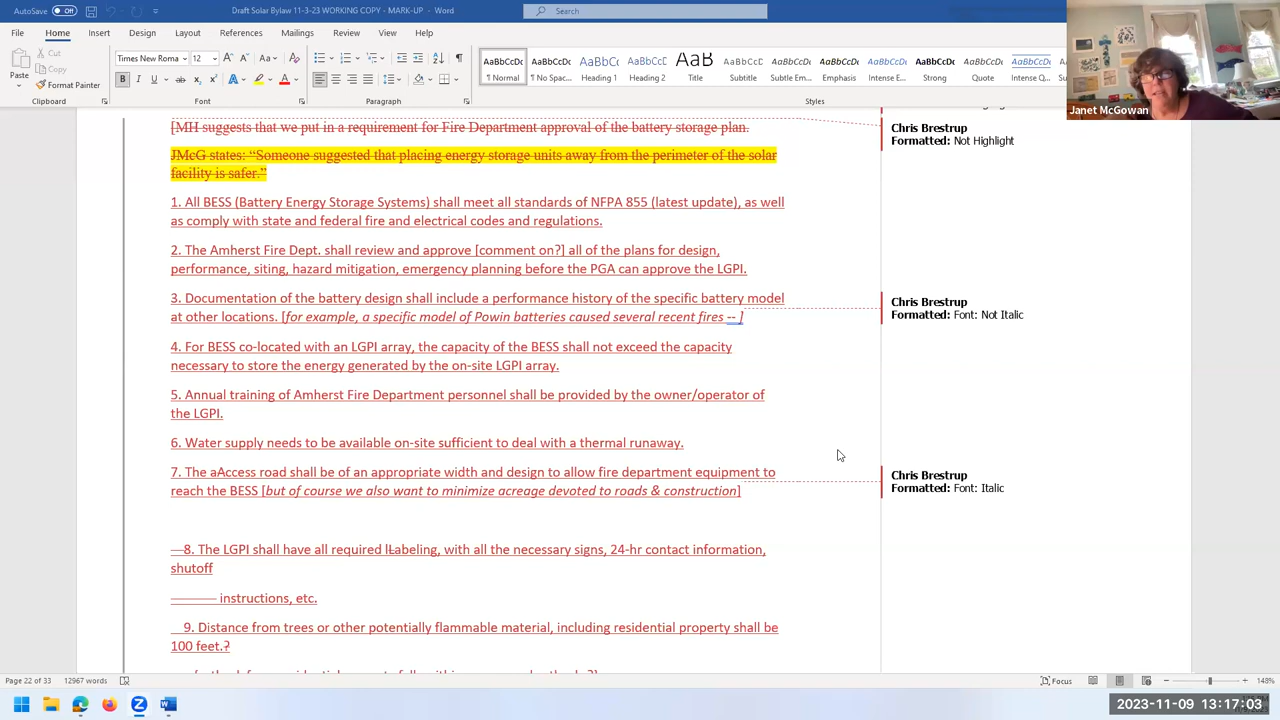 AutoSave Off Draft Solar Bylaw 11-3-23 WORKING COPY - MARK-UP - Word Search
File Home Insert Design Layout References Mailings Review View Help
Paste Cut Copy Format Painter
Times New Roma 12
AaBbCcDc AaBbCcDc AaBbCc AaBbCcD AaB AaBbCcD AaBbCcDc AaBbCcDc AaBbCcDc AaBbCcDc AaBbCcDc AaBbCcDc
¶ Normal ¶ No Spac... Heading 1 Heading 2 Title Subtitle Subtle Em... Emphasis Intense E... Strong Quote Intense Q...
Clipboard Font Paragraph Styles
Janet McGowan
[MH suggests that we put in a requirement for Fire Department approval of the battery storage plan.
JMcG states: “Someone suggested that placing energy storage units away from the perimeter of the solar
facility is safer.”
1. All BESS (Battery Energy Storage Systems) shall meet all standards of NFPA 855 (latest update), as well
as comply with state and federal fire and electrical codes and regulations.
2. The Amherst Fire Dept. shall review and approve [comment on?] all of the plans for design,
performance, siting, hazard mitigation, emergency planning before the PGA can approve the LGPI.
3. Documentation of the battery design shall include a performance history of the specific battery model
at other locations. [for example, a specific model of Powin batteries caused several recent fires -- ]
4. For BESS co-located with an LGPI array, the capacity of the BESS shall not exceed the capacity
necessary to store the energy generated by the on-site LGPI array.
5. Annual training of Amherst Fire Department personnel shall be provided by the owner/operator of
the LGPI.
6. Water supply needs to be available on-site sufficient to deal with a thermal runaway.
7. The aAccess road shall be of an appropriate width and design to allow fire department equipment to
reach the BESS [but of course we also want to minimize acreage devoted to roads & construction]
8. The LGPI shall have all required lLabeling, with all the necessary signs, 24-hr contact information,
shutoff
instructions, etc.
9. Distance from trees or other potentially flammable material, including residential property shall be
100 feet.?
Chris Brestrup
Formatted: Not Highlight
Chris Brestrup
Formatted: Font: Not Italic
Chris Brestrup
Formatted: Font: Italic
Page 22 of 33 12967 words Focus 148%
2023-11-09 13:17:03